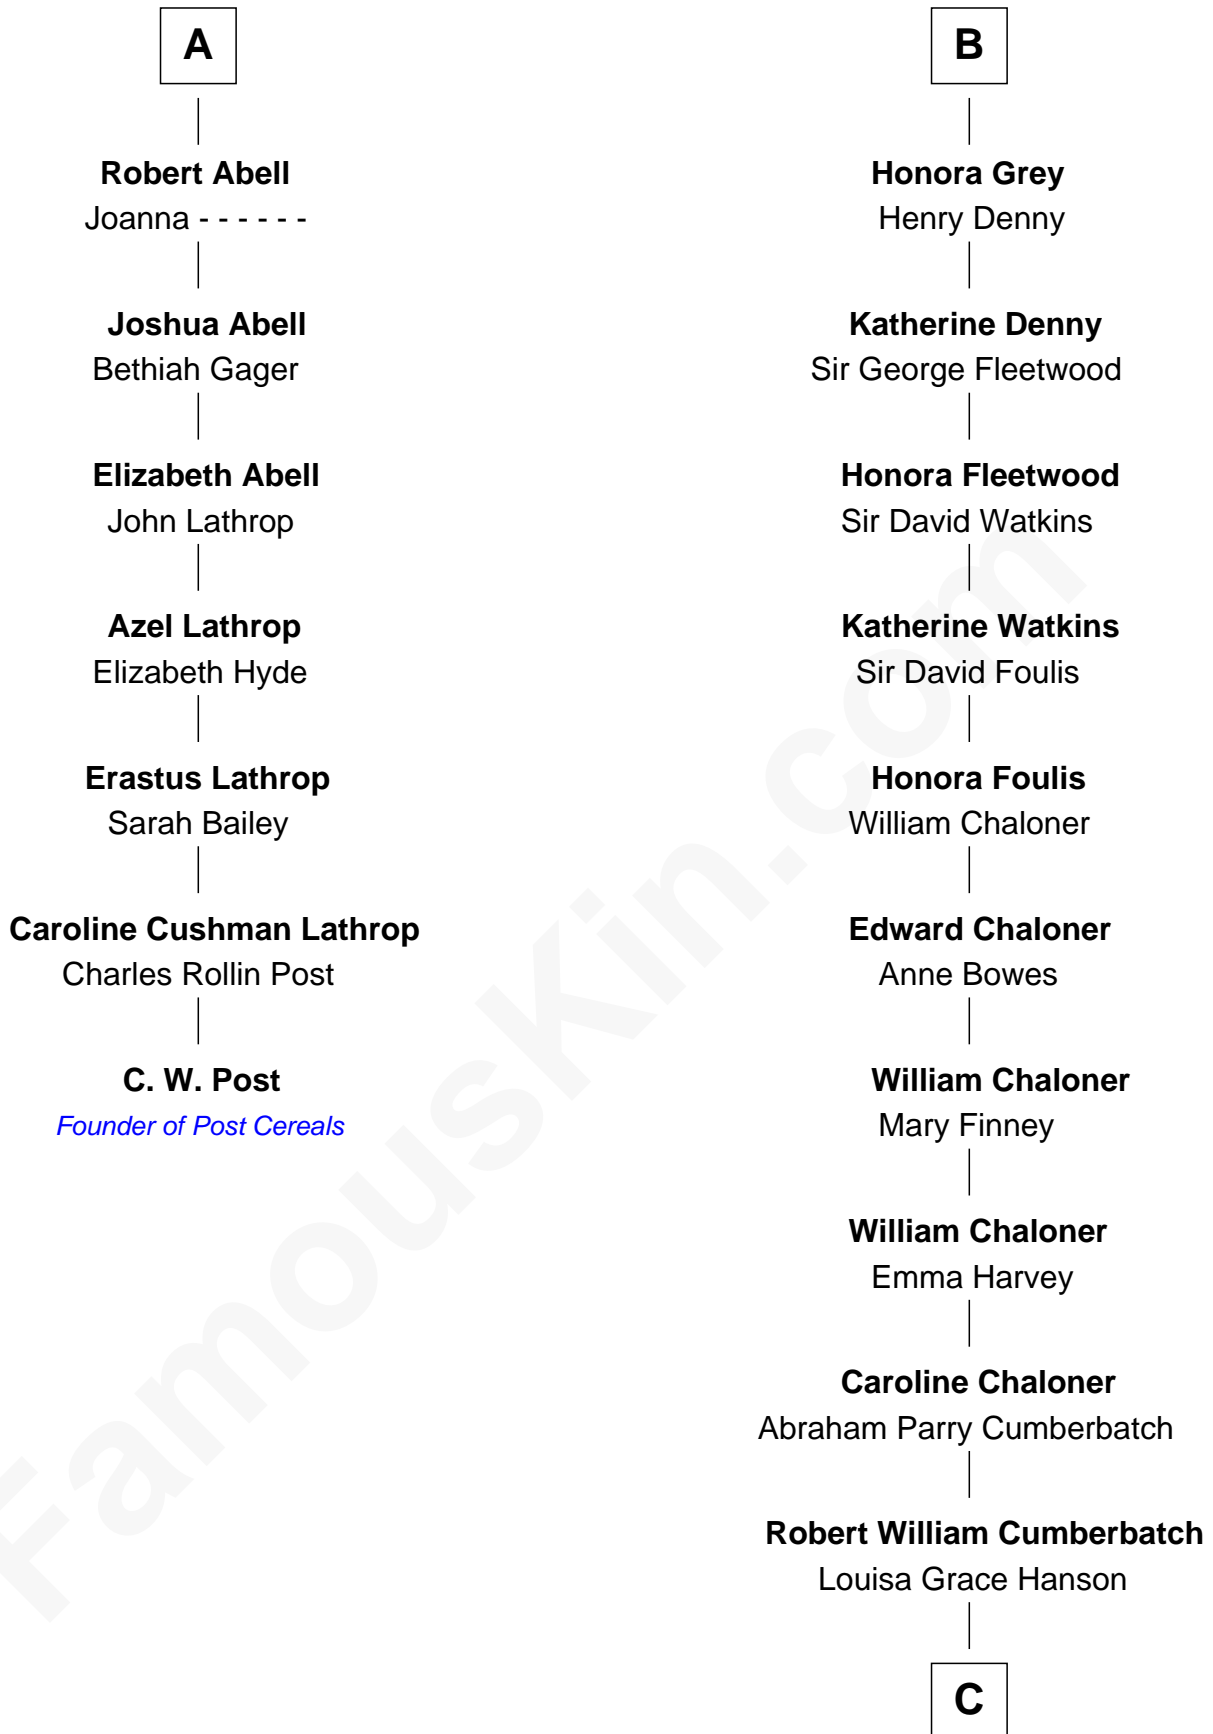 A
Robert Abell
Joanna - - - - - -
Joshua Abell
Bethiah Gager
Elizabeth Abell
John Lathrop
Azel Lathrop
Elizabeth Hyde
Erastus Lathrop
Sarah Bailey
Caroline Cushman Lathrop
Charles Rollin Post
C. W. Post
Founder of Post Cereals
B
Honora Grey
Henry Denny
Katherine Denny
Sir George Fleetwood
Honora Fleetwood
Sir David Watkins
Katherine Watkins
Sir David Foulis
Honora Foulis
William Chaloner
Edward Chaloner
Anne Bowes
William Chaloner
Mary Finney
William Chaloner
Emma Harvey
Caroline Chaloner
Abraham Parry Cumberbatch
Robert William Cumberbatch
Louisa Grace Hanson
C
FamousKin.com